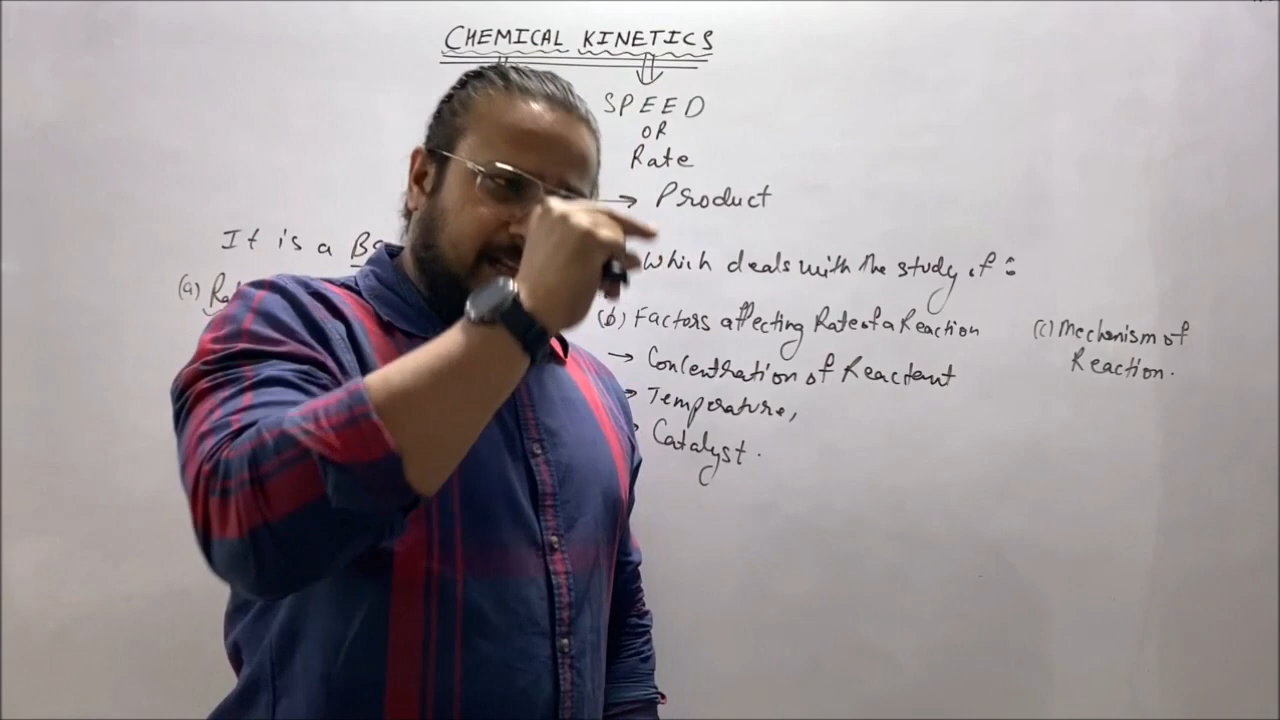 CHEMICAL KINETICS
SPEED
OR
Rate
→ Product
It is a which deals with the study of :
(a)
(b) Factors affecting Rate of a Reaction
→ Concentration of Reactant
→ Temperature,
Catalyst.
(c) Mechanism of
Reaction.